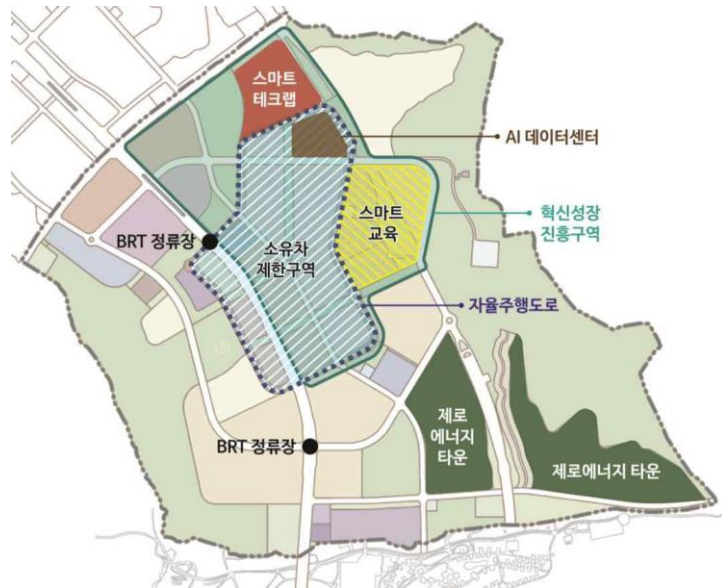 스마트
테크랩
AI 데이터센터
스마트
교육
혁신성장
진흥구역
BRT 정류장
소유차
제한구역
자율주행도로
제로
에너지
타운
BRT 정류장
제로에너지 타운